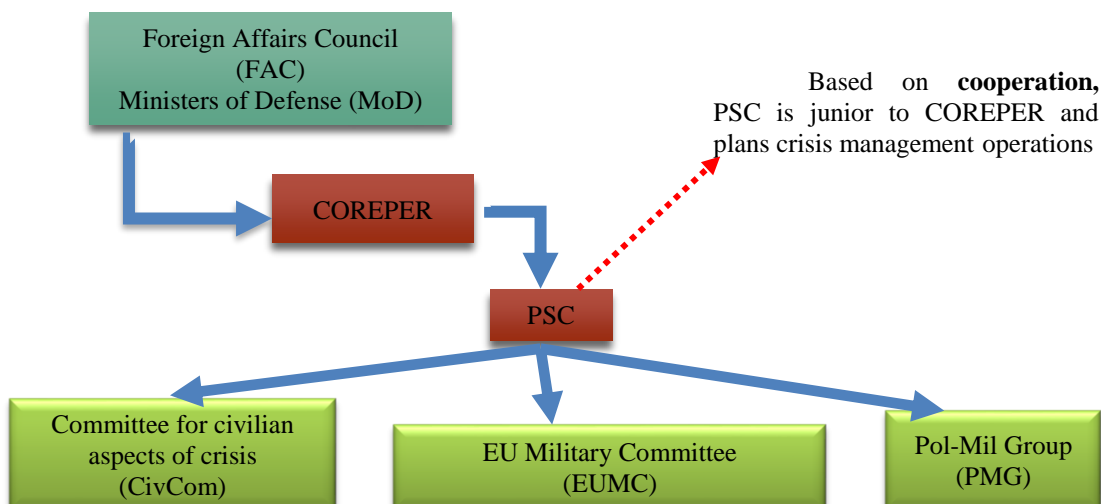 Foreign Affairs Council
(FAC)
Ministers of Defense (MoD)
Based on cooperation,
PSC is junior to COREPER and
plans crisis management operations
COREPER
PSC
Committee for civilian
aspects of crisis
(CivCom)
EU Military Committee
(EUMC)
Pol-Mil Group
(PMG)